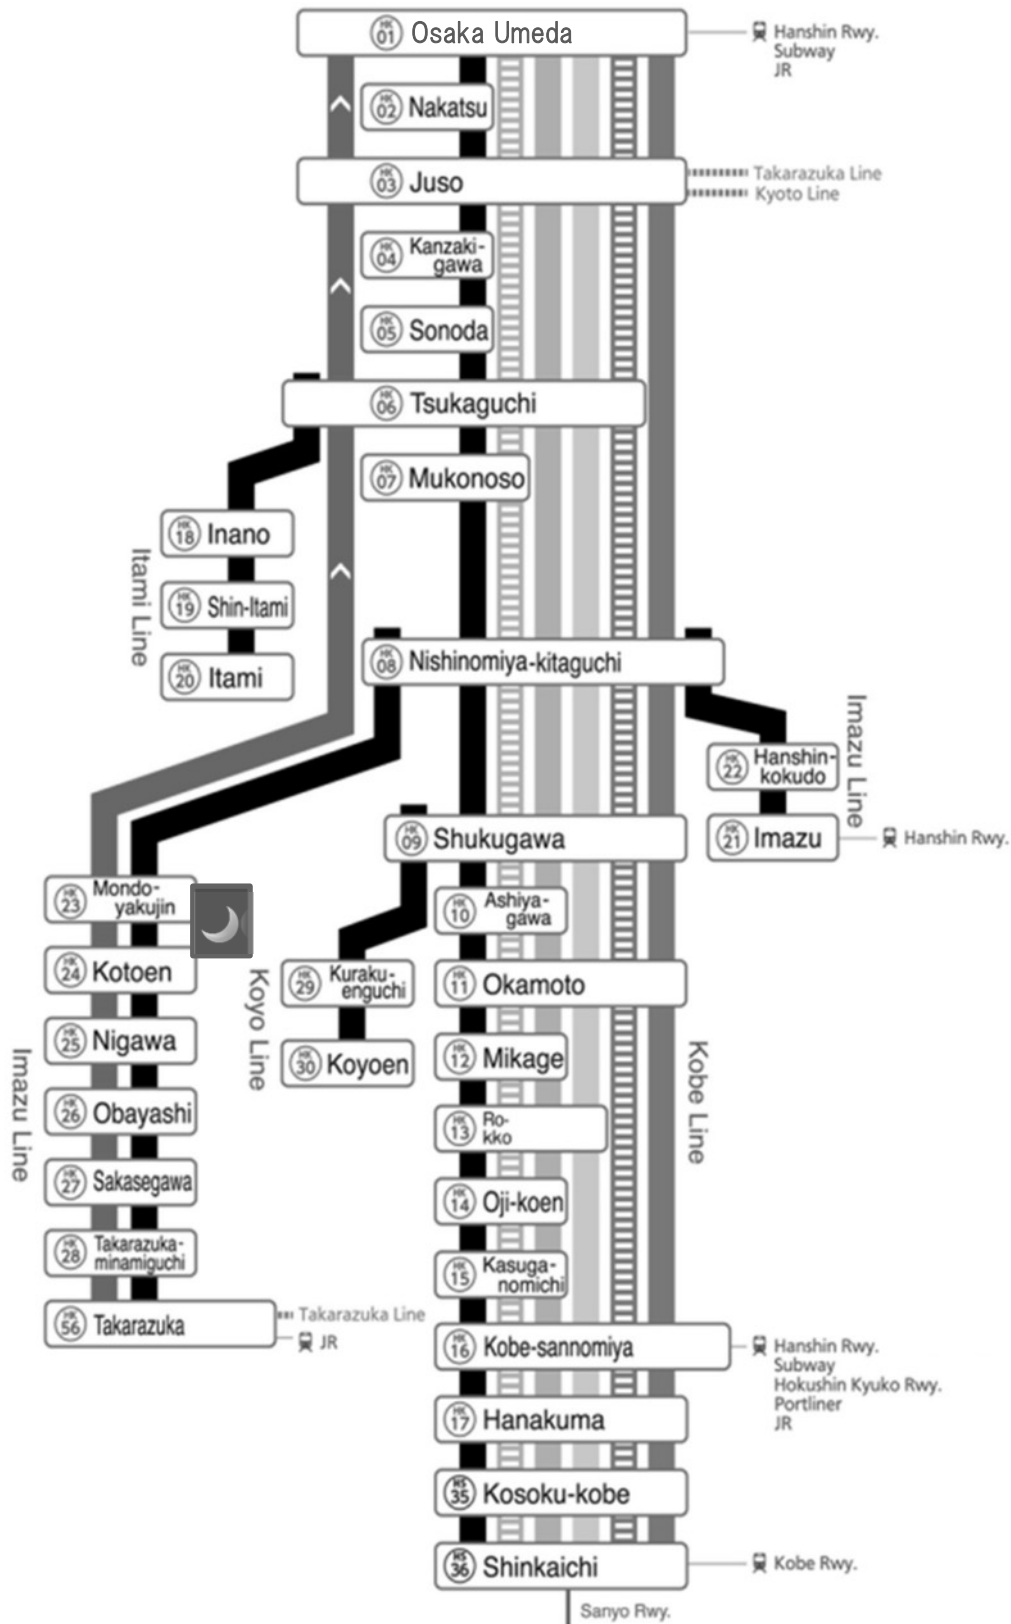 HK 01 Osaka Umeda
Hanshin Rwy.
Subway
JR
HK 02 Nakatsu
HK 03 Juso
Takarazuka Line
Kyoto Line
HK 04 Kanzaki-
gawa
HK 05 Sonoda
HK 06 Tsukaguchi
HK 07 Mukonoso
HK 18 Inano
HK 19 Shin-Itami
HK 20 Itami
Itami Line
HK 08 Nishinomiya-kitaguchi
HK 22 Hanshin-
kokudo
HK 21 Imazu
Hanshin Rwy.
Imazu Line
HK 09 Shukugawa
HK 10 Ashiya-
gawa
HK 11 Okamoto
HK 12 Mikage
HK 13 Ro-
kko
HK 14 Oji-koen
HK 15 Kasuga-
nomichi
HK 16 Kobe-sannomiya
Hanshin Rwy.
Subway
Hokushin Kyuko Rwy.
Portliner
JR
HK 17 Hanakuma
HS 35 Kosoku-kobe
HS 36 Shinkaichi
Kobe Rwy.
Sanyo Rwy.
Kobe Line
HK 29 Kuraku-
enguchi
HK 30 Koyoen
Koyo Line
HK 23 Mondo-
yakujin
HK 24 Kotoen
HK 25 Nigawa
HK 26 Obayashi
HK 27 Sakasegawa
HK 28 Takarazuka-
minamiguchi
HK 56 Takarazuka
Takarazuka Line
JR
Imazu Line